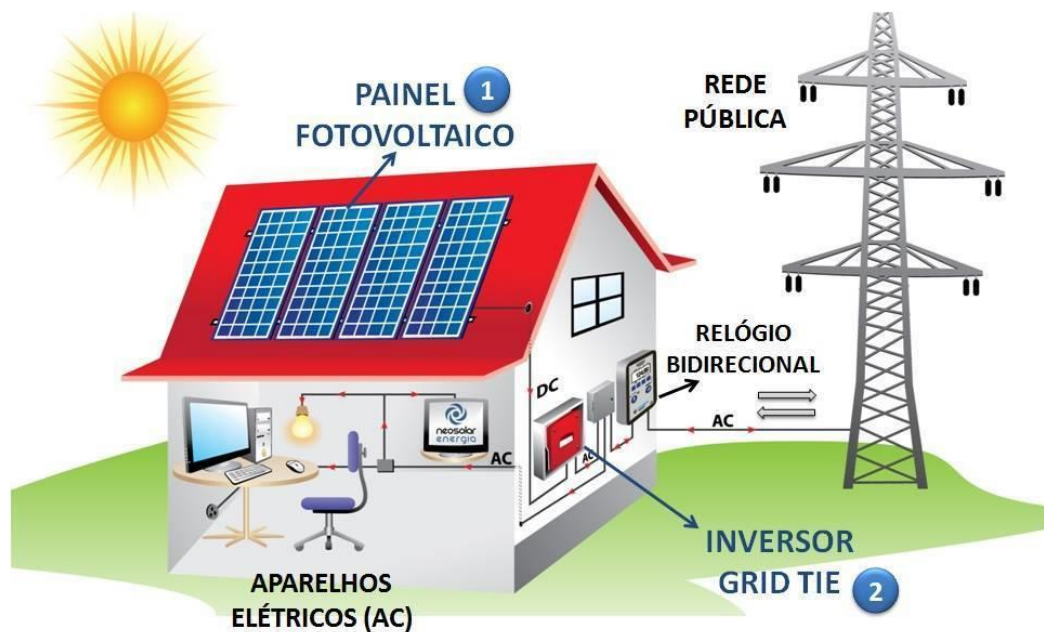 PAINEL 1
FOTOVOLTAICO
REDE
PÚBLICA
RELÓGIO
BIDIRECIONAL
DC
neosolar
energia
AC
AC
AC
INVERSOR
GRID TIE 2
APARELHOS
ELÉTRICOS (AC)